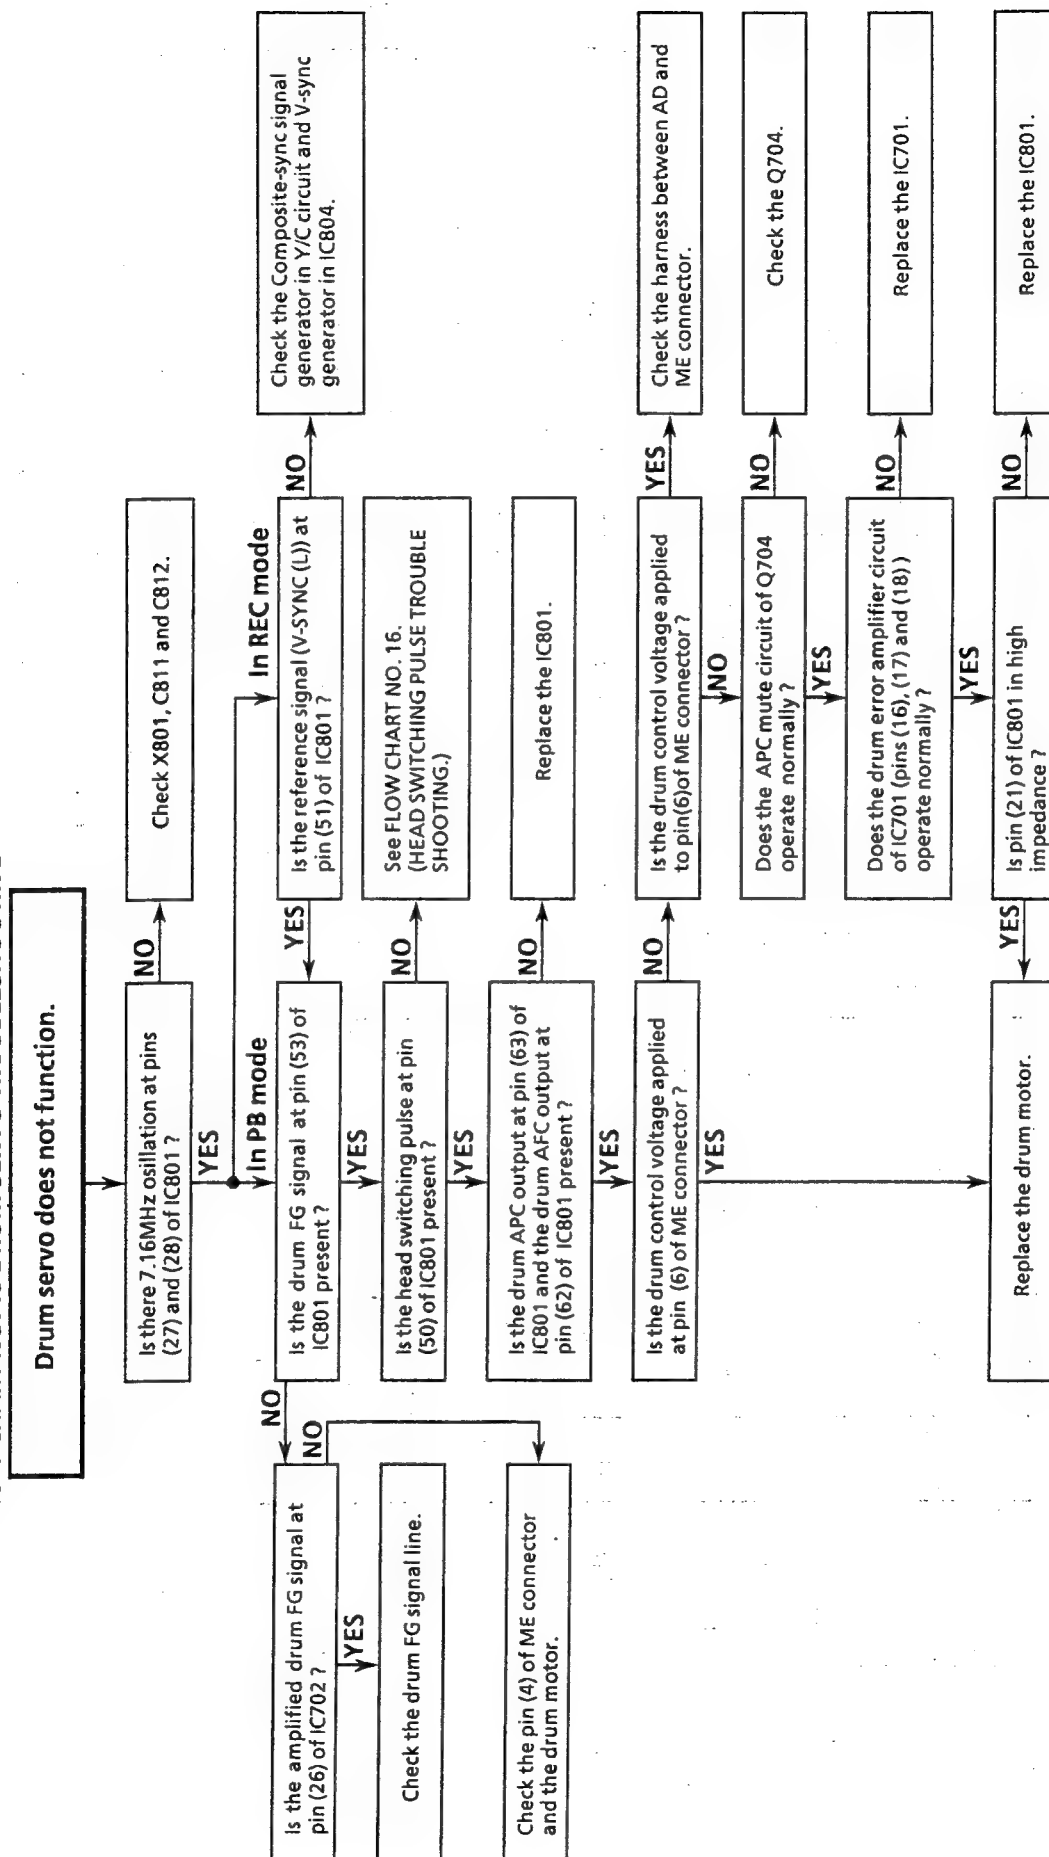 Drum servo does not function.
Is there 7.16MHz osillation at pins
(27) and (28) of IC801 ?
NO
Check X801, C811 and C812.
YES
In PB mode
In REC mode
Is the reference signal (V-SYNC (L)) at
pin (51) of IC801 ?
NO
Check the Composite-sync signal
generator in Y/C circuit and V-sync
generator in IC804.
YES
Is the drum FG signal at pin (53) of
IC801 present ?
NO
Is the amplified drum FG signal at
pin (26) of IC702 ?
NO
YES
Check the drum FG signal line.
Check the pin (4) of ME connector
and the drum motor.
YES
Is the head switching pulse at pin
(50) of IC801 present ?
NO
See FLOW CHART NO. 16.
(HEAD SWITCHING PULSE TROUBLE
SHOOTING.)
YES
Is the drum APC output at pin (63) of
IC801 and the drum AFC output at
pin (62) of IC801 present ?
NO
Replace the IC801.
YES
Is the drum control voltage applied
at pin (6) of ME connector ?
NO
Is the drum control voltage applied
to pin(6)of ME connector ?
YES
Check the harness between AD and
ME connector.
NO
Does the APC mute circuit of Q704
operate normally ?
NO
Check the Q704.
YES
Does the drum error amplifier circuit
of IC701 (pins (16), (17) and (18))
operate normally ?
NO
Replace the IC701.
YES
Is pin (21) of IC801 in high
impedance ?
NO
Replace the IC801.
YES
YES
Replace the drum motor.